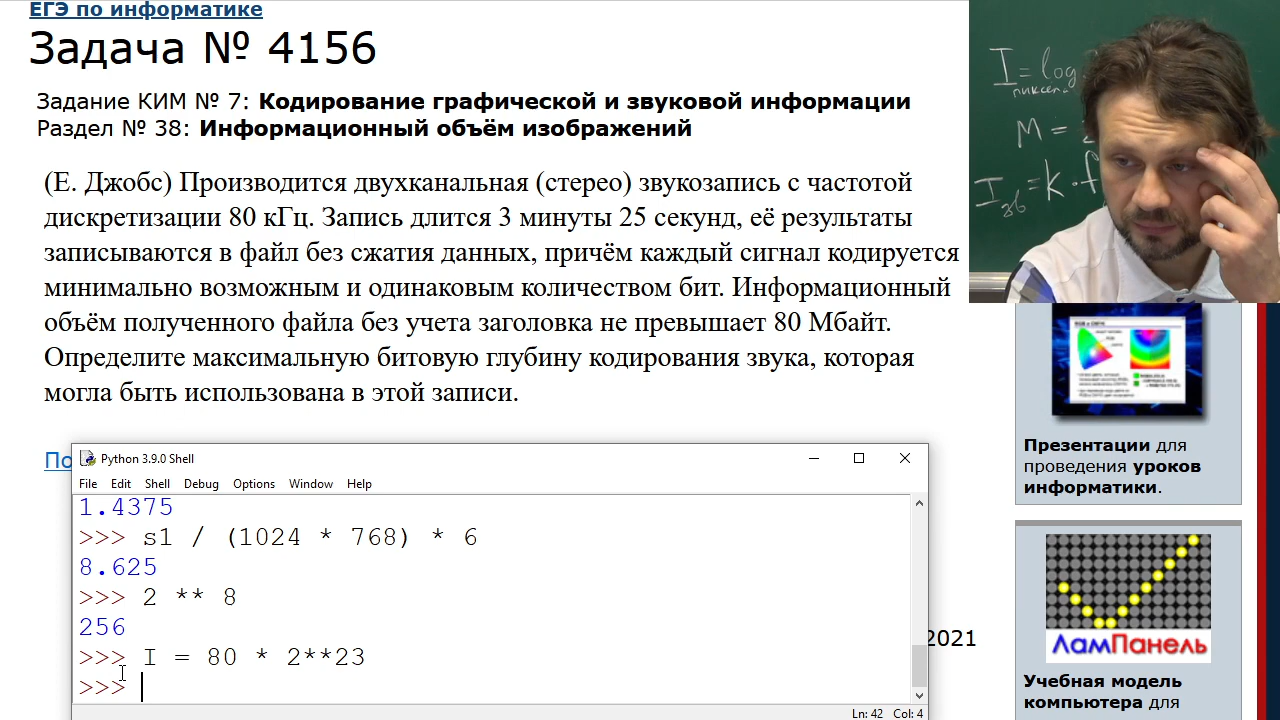 ЕГЭ по информатике
Задача № 4156
Задание КИМ № 7: Кодирование графической и звуковой информации
Раздел № 38: Информационный объём изображений
(Е. Джобс) Производится двухканальная (стерео) звукозапись с частотой
дискретизации 80 кГц. Запись длится 3 минуты 25 секунд, её результаты
записываются в файл без сжатия данных, причём каждый сигнал кодируется
минимально возможным и одинаковым количеством бит. Информационный
объём полученного файла без учета заголовка не превышает 80 Мбайт.
Определите максимальную битовую глубину кодирования звука, которая
могла быть использована в этой записи.
По
Python 3.9.0 Shell
File Edit Shell Debug Options Window Help
1.4375
>>> s1 / (1024 * 768) * 6
8.625
>>> 2 ** 8
256
>>> I = 80 * 2**23
>>>
Ln: 42 Col: 4
2021
I = log
пиксель
M =
I зв = k · f
Презентации для
проведения уроков
информатики.
ЛамПанель
Учебная модель
компьютера для